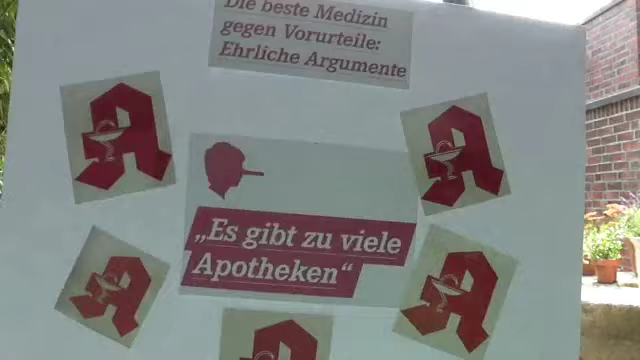 Die beste Medizin
gegen Vorurteile:
Ehrliche Argumente
„Es gibt zu viele
Apotheken“